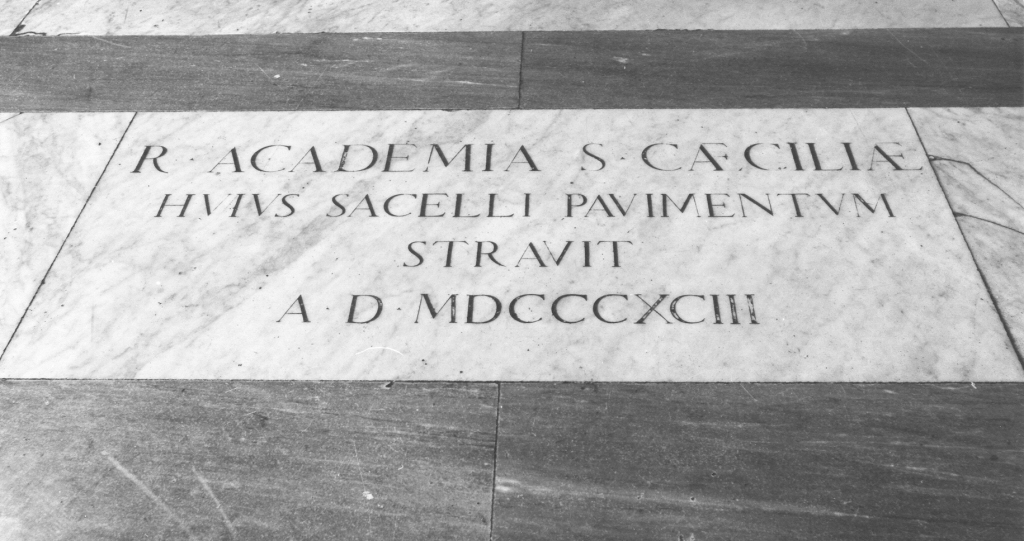 R · ACADEMIA S · CÆCILIÆ
HVIVS SACELLI PAVIMENTVM
STRAVIT
A · D · MDCCCXCIII